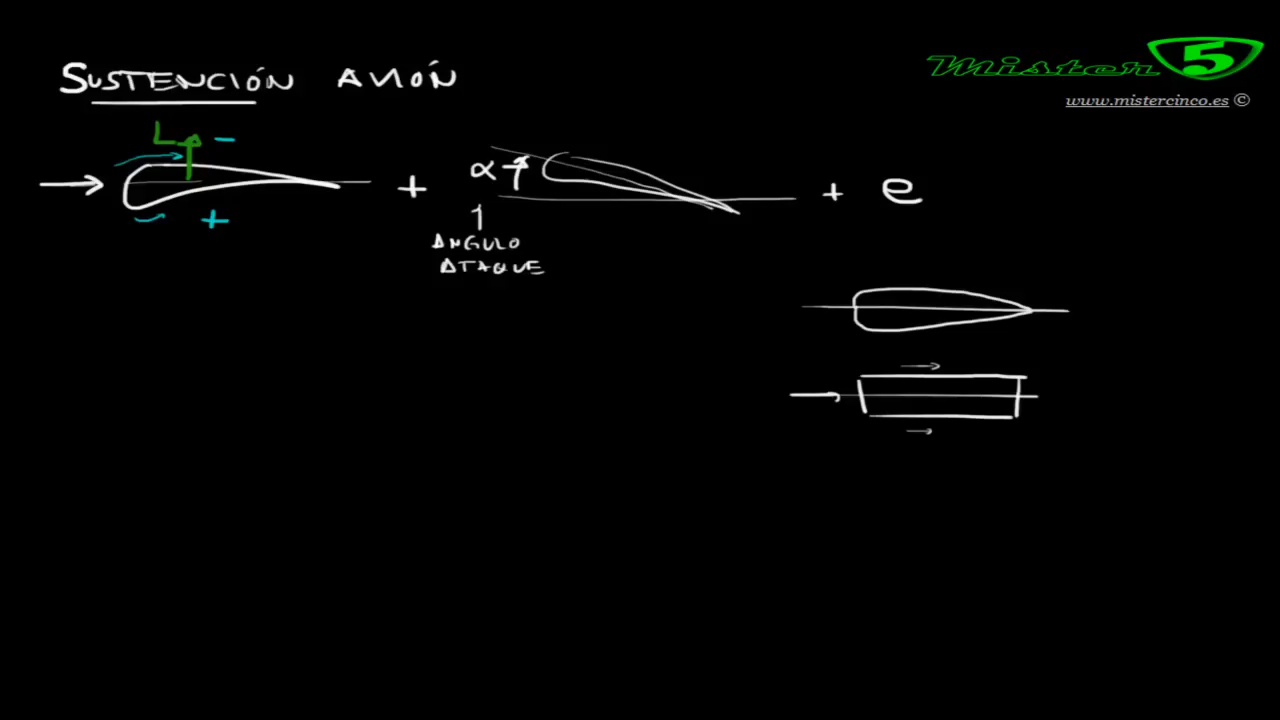 SUSTENCIÓN AVIÓN
Mister 5
www.mistercinco.es ©
L -
+
+
α
ANGULO
ATAQUE
+ e